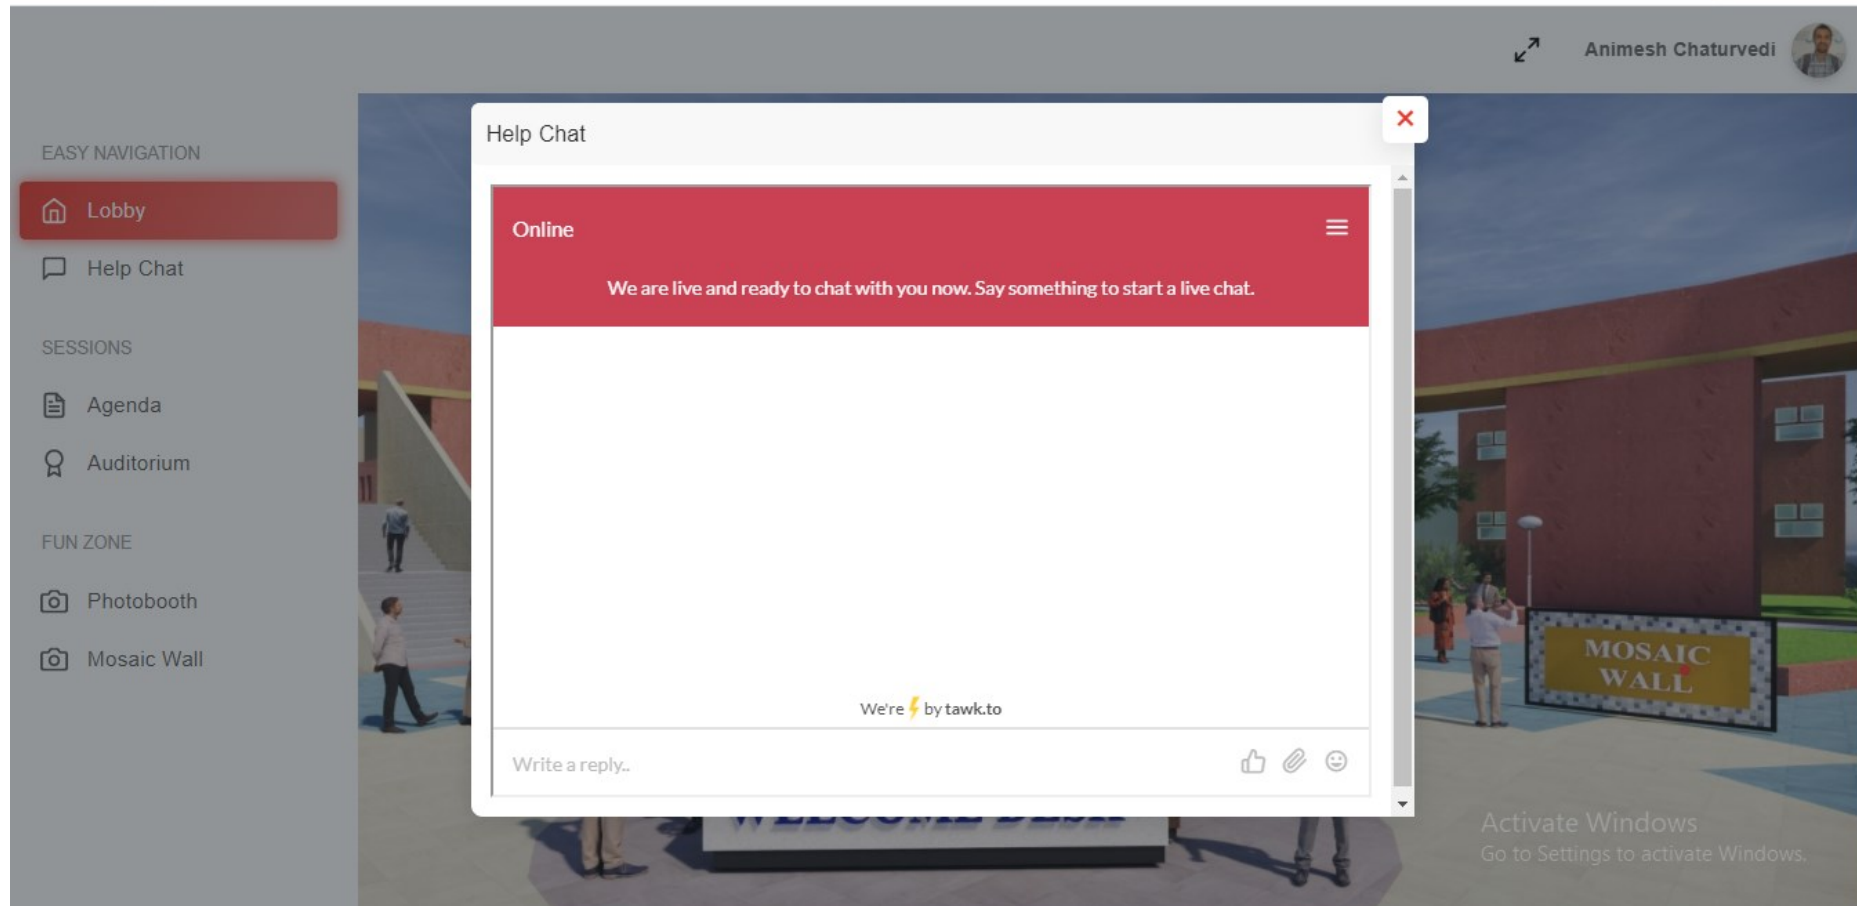 Animesh Chaturvedi
EASY NAVIGATION
Lobby
Help Chat
SESSIONS
Agenda
Auditorium
FUN ZONE
Photobooth
Mosaic Wall
Help Chat
Online
We are live and ready to chat with you now. Say something to start a live chat.
We're by tawk.to
Write a reply..
MOSAIC
WALL
WELCOME DESK
Activate Windows
Go to Settings to activate Windows.